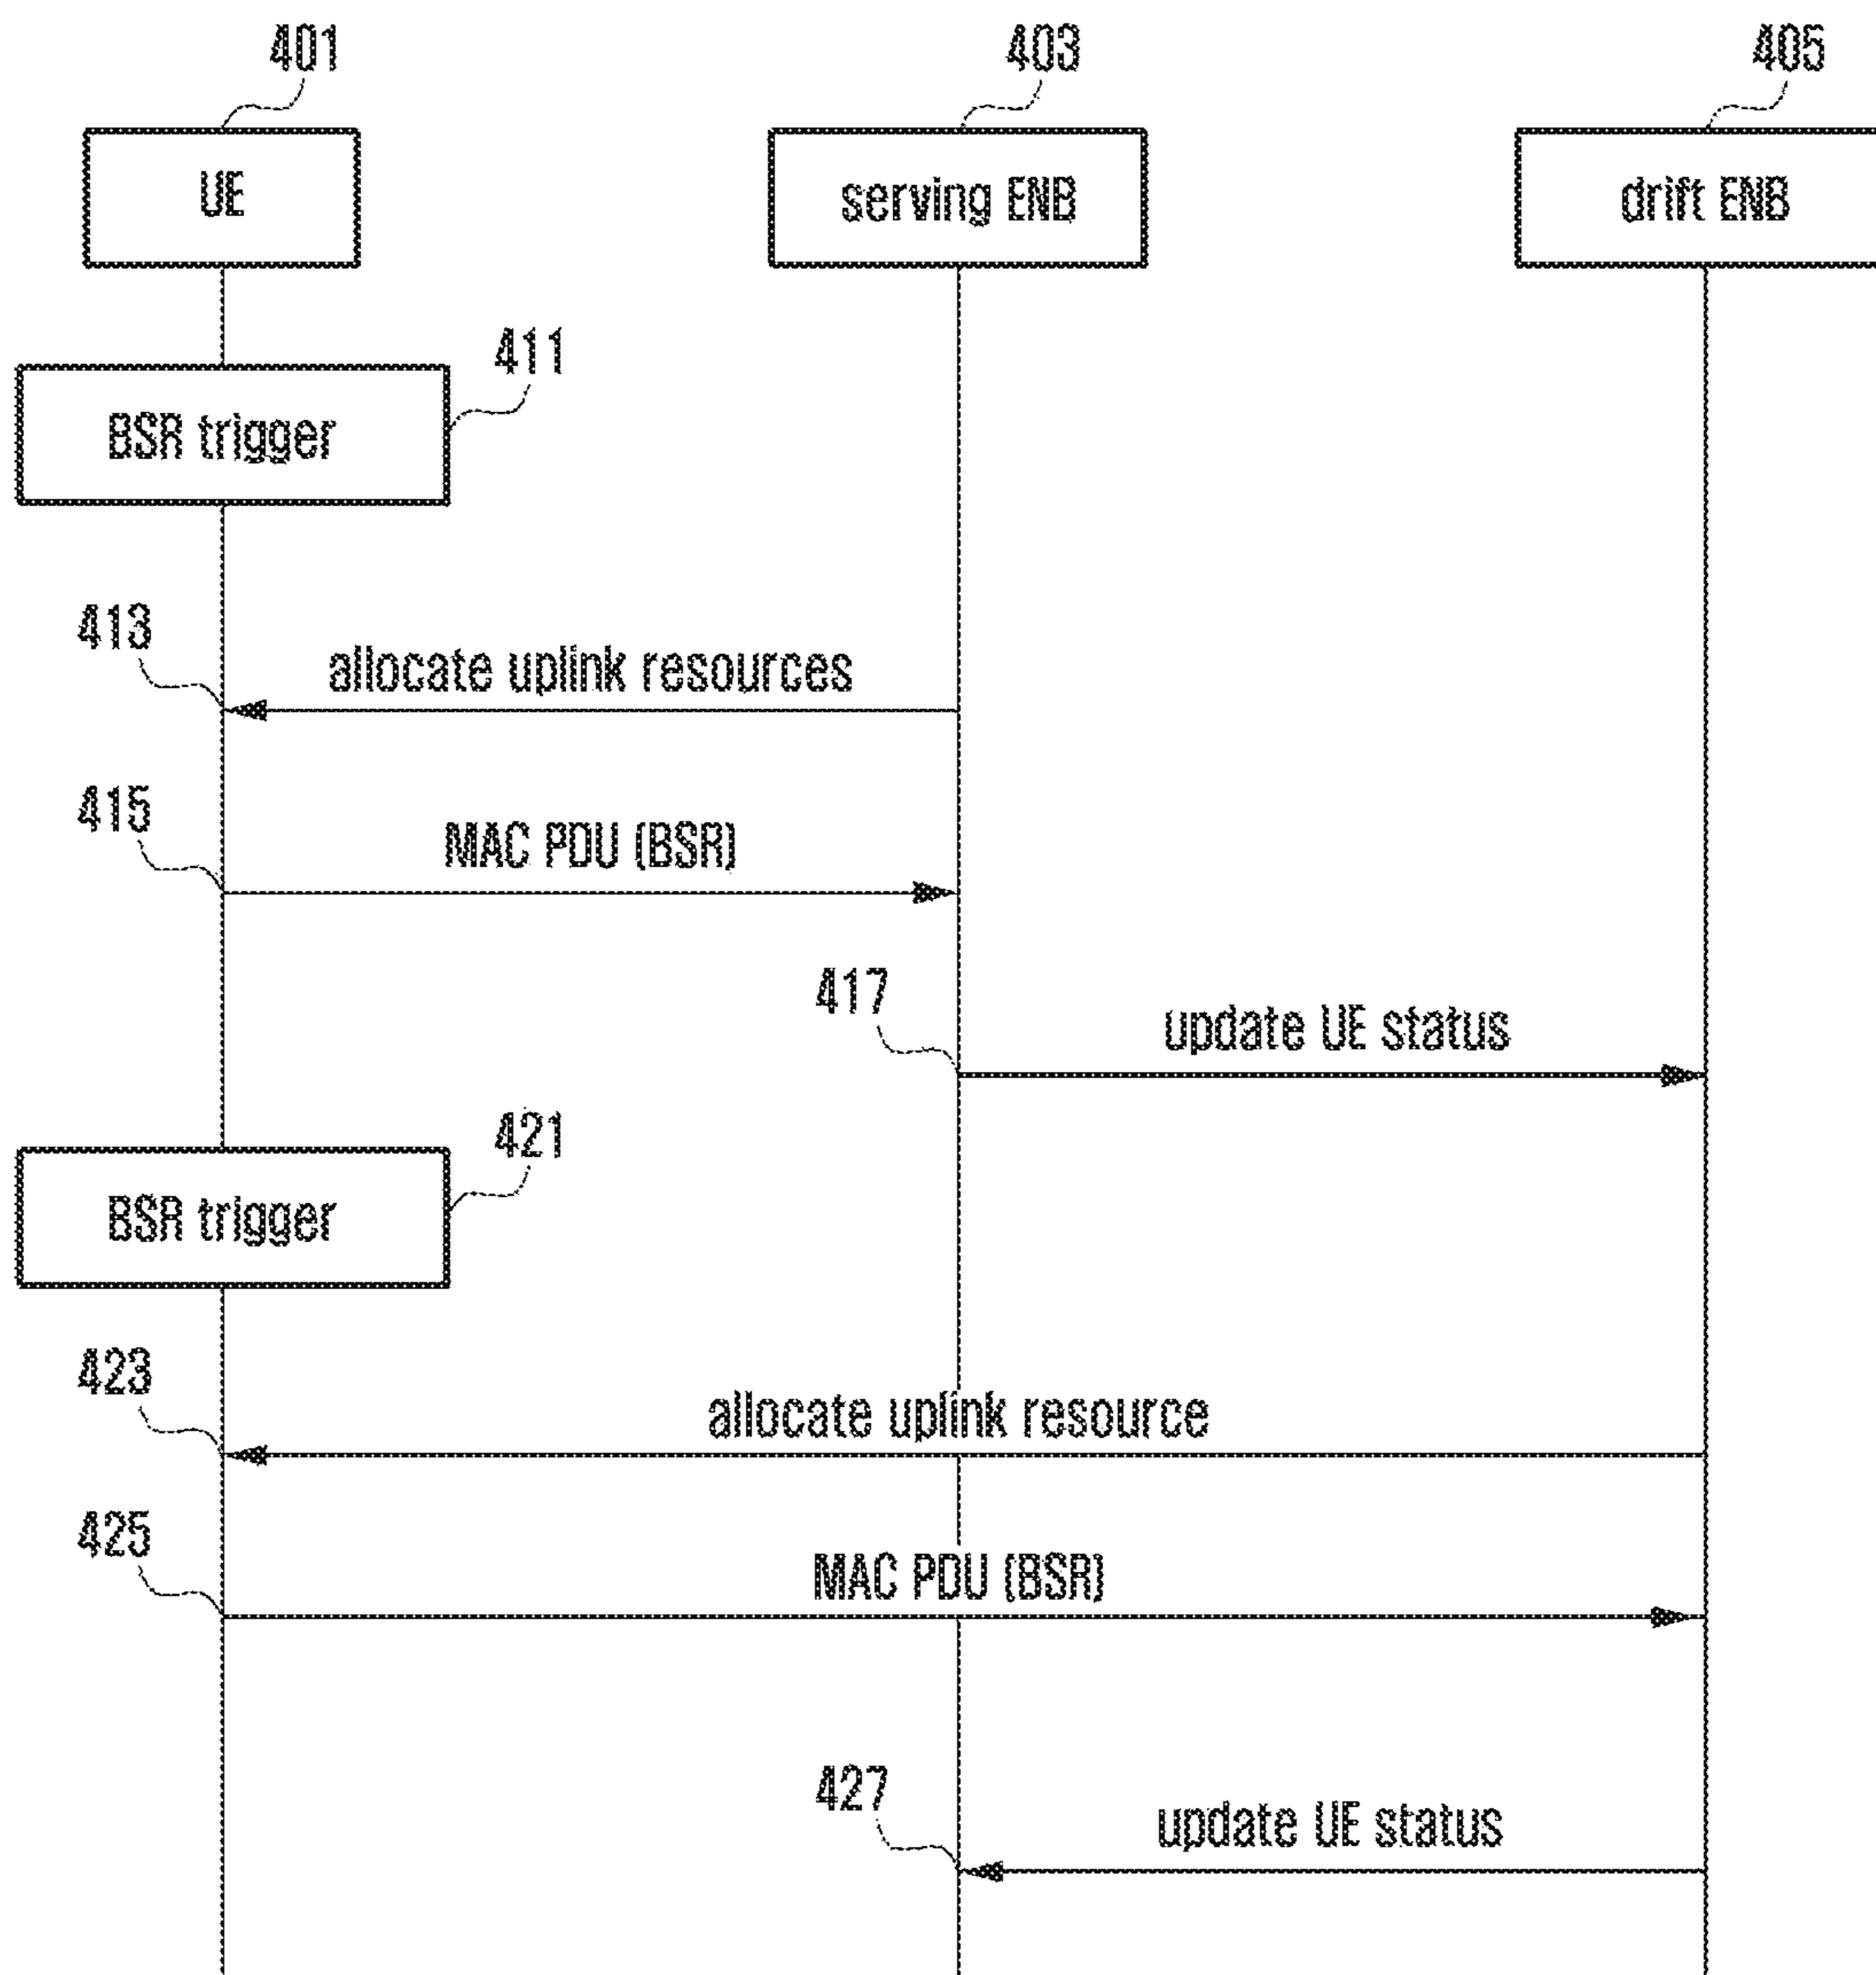 401
403
405
UE
serving ENB
drift ENB
411
BSR trigger
413
allocate uplink resources
415
MAC PDU (BSR)
417
update UE status
421
BSR trigger
423
allocate uplink resource
425
MAC PDU (BSR)
427
update UE status